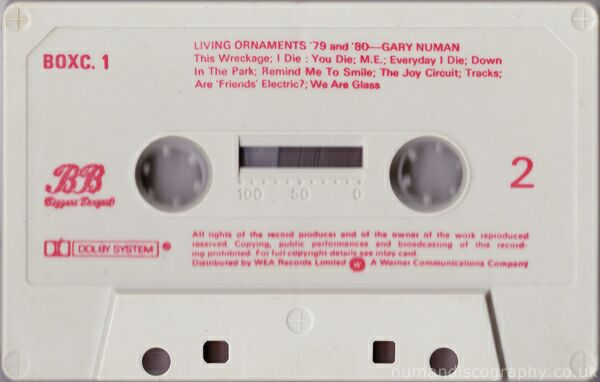 LIVING ORNAMENTS '79 and '80—GARY NUMAN
BOXC. 1
This Wreckage; I Die : You Die; M.E.; Everyday I Die; Down
In The Park; Remind Me To Smile; The Joy Circuit; Tracks;
Are 'Friends' Electric?; We Are Glass
BB
Beggars Banquet
100 50 0
2
DOLBY SYSTEM ®
All rights of the record producer and of the owner of the work reproduced
reserved. Copying, public performances and broadcasting of this record-
ing prohibited. For full copyright details see inlay card.
Distributed by WEA Records Limited W A Warner Communications Company
numandiscography.co.uk